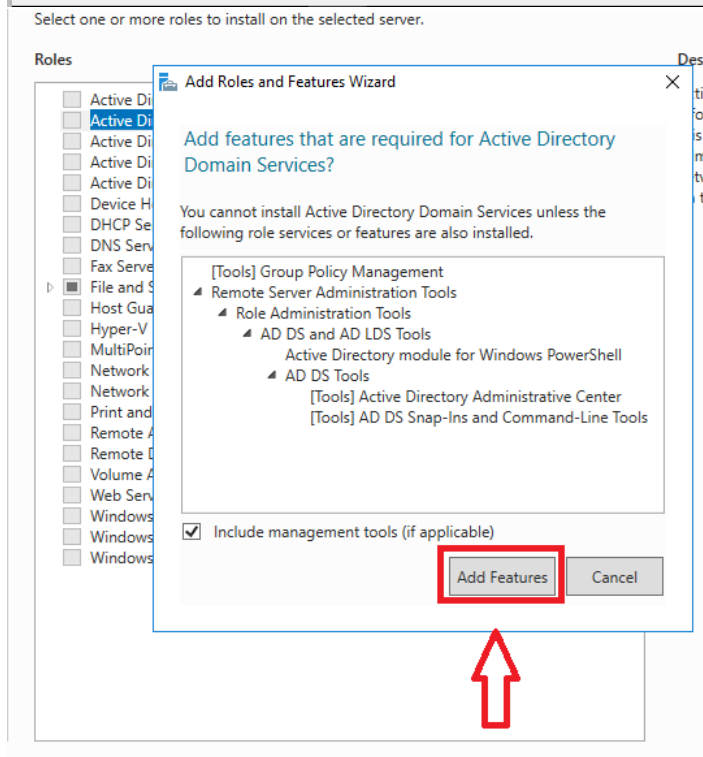 Select one or more roles to install on the selected server.
Roles
Des
Add Roles and Features Wizard
Add features that are required for Active Directory
Domain Services?
You cannot install Active Directory Domain Services unless the
following role services or features are also installed.
[Tools] Group Policy Management
Remote Server Administration Tools
Role Administration Tools
AD DS and AD LDS Tools
Active Directory module for Windows PowerShell
AD DS Tools
[Tools] Active Directory Administrative Center
[Tools] AD DS Snap-Ins and Command-Line Tools
Include management tools (if applicable)
Add Features
Cancel
Active Di
Active Di
Active Di
Active Di
Active Di
Device H
DHCP Se
DNS Serv
Fax Serve
File and S
Host Gua
Hyper-V
MultiPoin
Network
Network
Print and
Remote A
Remote D
Volume A
Web Serv
Windows
Windows
Windows